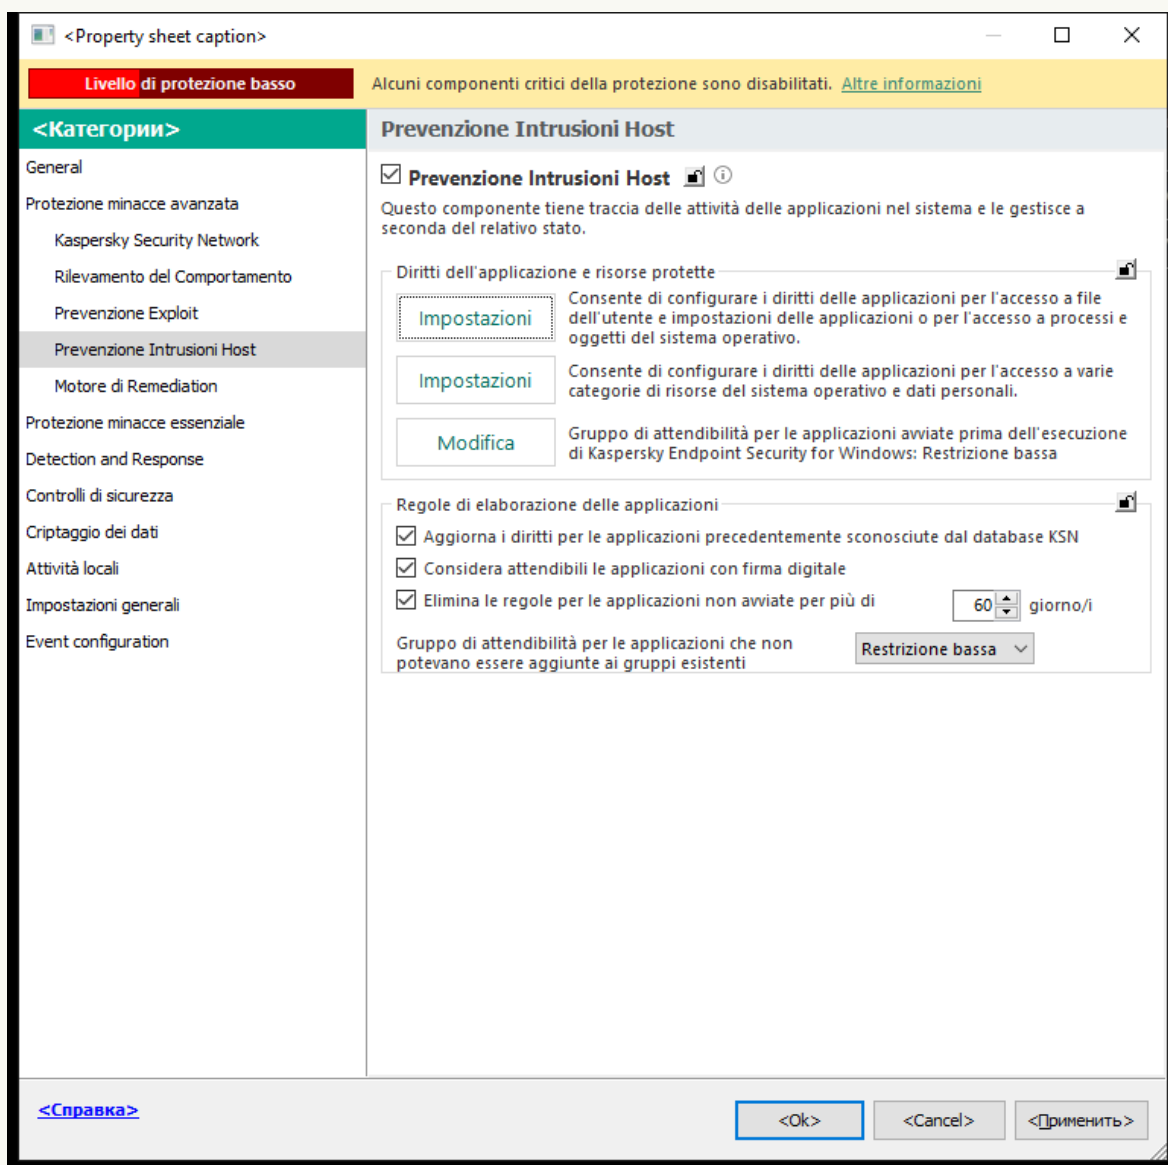 <Property sheet caption>
Livello di protezione basso
Alcuni componenti critici della protezione sono disabilitati. Altre informazioni
<Категории>
General
Protezione minacce avanzata
Kaspersky Security Network
Rilevamento del Comportamento
Prevenzione Exploit
Prevenzione Intrusioni Host
Motore di Remediation
Protezione minacce essenziale
Detection and Response
Controlli di sicurezza
Criptaggio dei dati
Attività locali
Impostazioni generali
Event configuration
Prevenzione Intrusioni Host
Prevenzione Intrusioni Host
Questo componente tiene traccia delle attività delle applicazioni nel sistema e le gestisce a
seconda del relativo stato.
Diritti dell'applicazione e risorse protette
Impostazioni
Consente di configurare i diritti delle applicazioni per l'accesso a file
dell'utente e impostazioni delle applicazioni o per l'accesso a processi e
oggetti del sistema operativo.
Impostazioni
Consente di configurare i diritti delle applicazioni per l'accesso a varie
categorie di risorse del sistema operativo e dati personali.
Modifica
Gruppo di attendibilità per le applicazioni avviate prima dell'esecuzione
di Kaspersky Endpoint Security for Windows: Restrizione bassa
Regole di elaborazione delle applicazioni
Aggiorna i diritti per le applicazioni precedentemente sconosciute dal database KSN
Considera attendibili le applicazioni con firma digitale
Elimina le regole per le applicazioni non avviate per più di 60 giorno/i
Gruppo di attendibilità per le applicazioni che non
potevano essere aggiunte ai gruppi esistenti
Restrizione bassa
<Справка>
<Ok>
<Cancel>
<Применить>